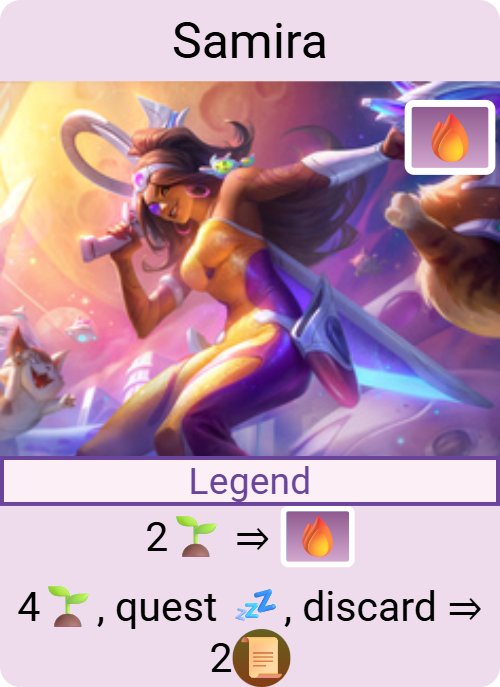 Samira
Legend
2🌱 ⇒
4🌱, quest 💤, discard ⇒
2📜